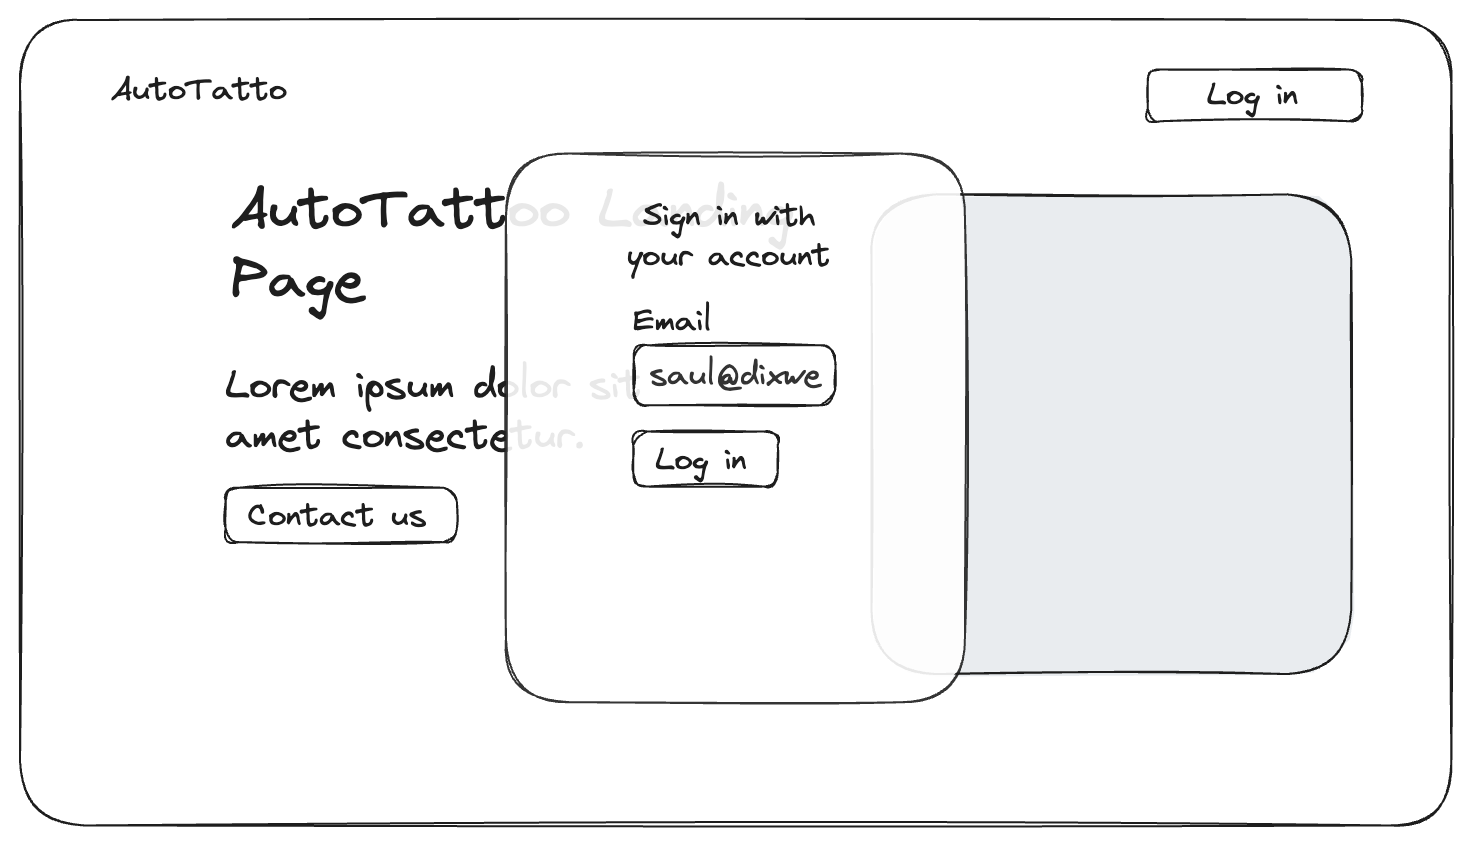 AutoTatto
Log in
AutoTattoo Landing
Page
Lorem ipsum dolor sit
amet consectetur.
Contact us
Sign in with
your account
Email
saul@dixwe
Log in